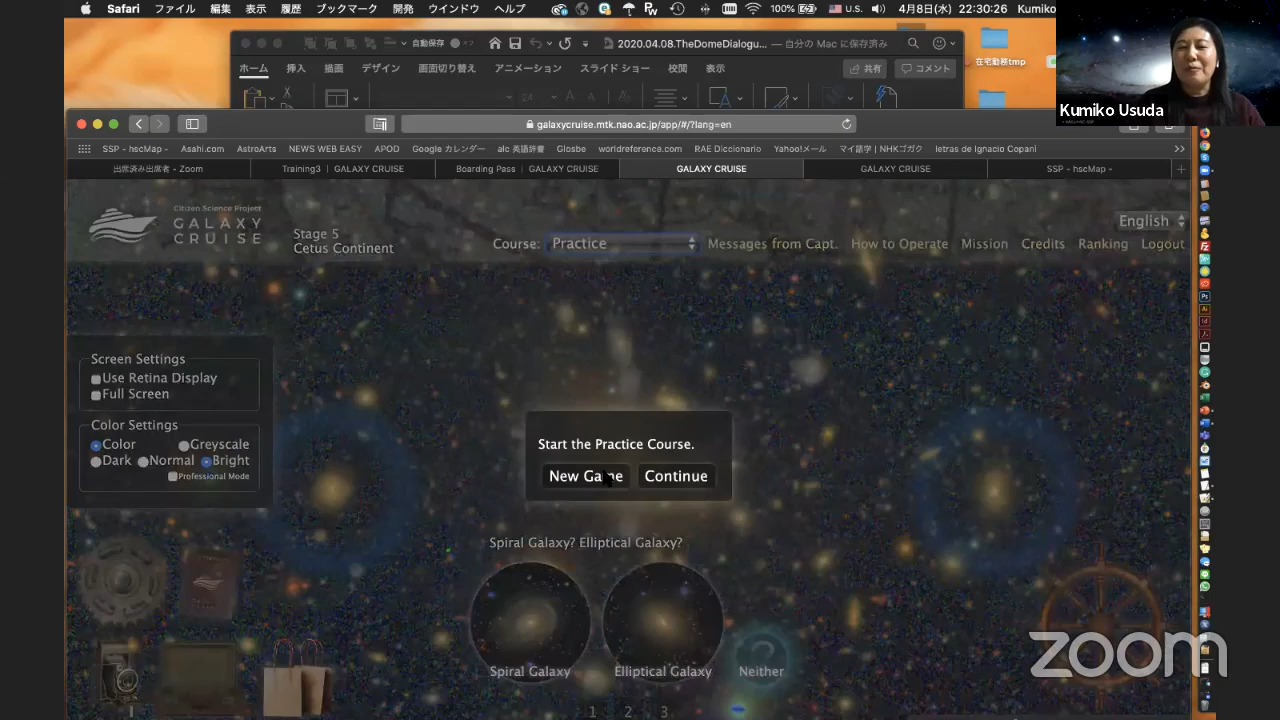 Safari ファイル 編集 表示 履歴 ブックマーク 開発 ウインドウ ヘルプ 100% U.S. 4月8日(水) 22:30:26 Kumiko
自動保存 2020.04.08.TheDomeDialogu... — 自分の Mac に保存済み
ホーム 挿入 描画 デザイン 画面切り替え アニメーション スライド ショー 校閲 表示 共有 コメント
在宅勤務tmp
Kumiko Usuda
galaxycruise.mtk.nao.ac.jp/app/#/?lang=en
SSP - hscMap - Asahi.com AstroArts NEWS WEB EASY APOD Google カレンダー alc 英語辞書 Glosbe worldreference.com RAE Diccionario Yahoo!メール マイ語学 | NHKゴガク letras de Ignacio Copaní
出席済み出席者 - Zoom Training3 | GALAXY CRUISE Boarding Pass | GALAXY CRUISE GALAXY CRUISE GALAXY CRUISE SSP - hscMap -
Citizen Science Project
GALAXY
CRUISE
Stage 5
Cetus Continent
English
Course: Practice Messages from Capt. How to Operate Mission Credits Ranking Logout
Screen Settings
Use Retina Display
Full Screen
Color Settings
Color Greyscale
Dark Normal Bright
Professional Mode
Start the Practice Course.
New Game Continue
Spiral Galaxy? Elliptical Galaxy?
Spiral Galaxy Elliptical Galaxy Neither
1 2 3
zoom